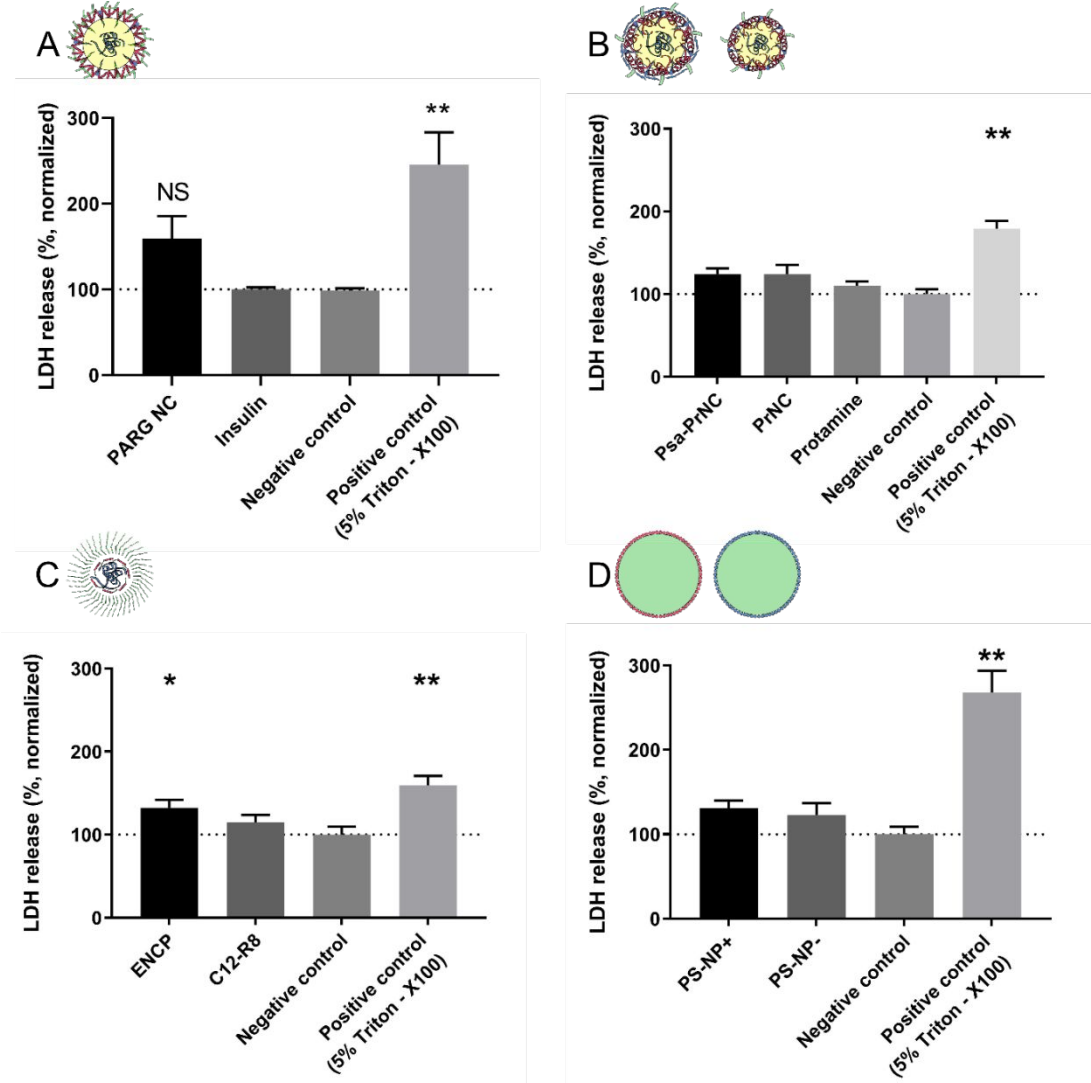 A
LDH release (%, normalized)
300
200
100
0
NS
**
PARG NC
Insulin
Negative control
Positive control
(5% Triton - X100)
B
LDH release (%, normalized)
300
200
100
0
**
Psa-PrNC
PrNC
Protamine
Negative control
Positive control
(5% Triton - X100)
C
LDH release (%, normalized)
300
200
100
0
*
**
ENCP
C12-R8
Negative control
Positive control
(5% Triton - X100)
D
LDH release (%, normalized)
300
200
100
0
**
PS-NP+
PS-NP-
Negative control
Positive control
(5% Triton - X100)